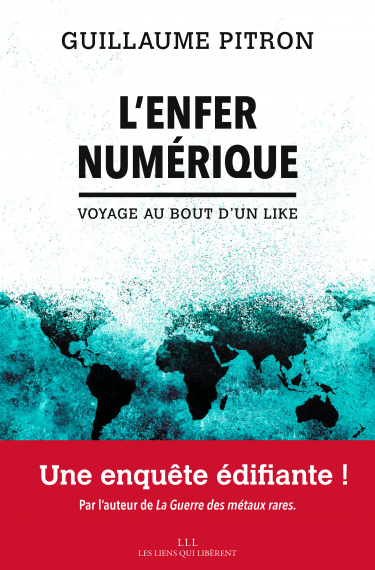 GUILLAUME PITRON
L'ENFER
NUMÉRIQUE
VOYAGE AU BOUT D'UN LIKE
Une enquête édifiante !
Par l'auteur de La Guerre des métaux rares.
L.L.L
LES LIENS QUI LIBÈRENT